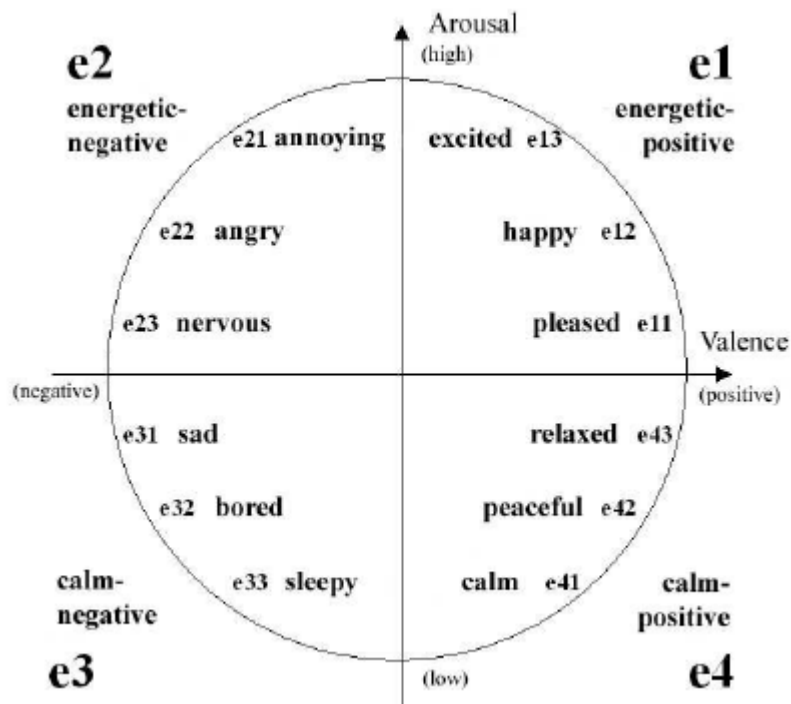 Arousal
(high)
e2
energetic-
negative
e1
energetic-
positive
e21 annoying
excited e13
e22 angry
happy e12
e23 nervous
pleased e11
Valence
(negative)
(positive)
e31 sad
relaxed e43
e32 bored
peaceful e42
e33 sleepy
calm e41
calm-
negative
e3
calm-
positive
e4
(low)